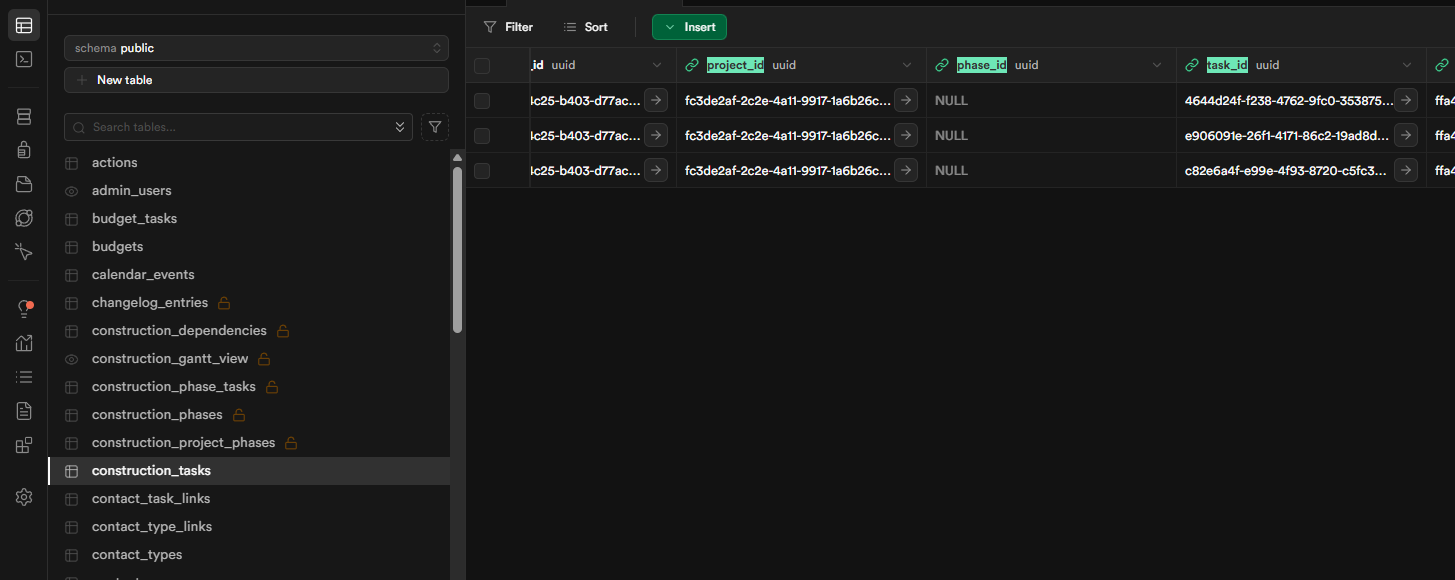 schema public
New table
Search tables...
actions
admin_users
budget_tasks
budgets
calendar_events
changelog_entries
construction_dependencies
construction_gantt_view
construction_phase_tasks
construction_phases
construction_project_phases
construction_tasks
contact_task_links
contact_type_links
contact_types
Filter Sort Insert
_id uuid project_id uuid phase_id uuid task_id uuid
4c25-b403-d77ac... fc3de2af-2c2e-4a11-9917-1a6b26c... NULL 4644d24f-f238-4762-9fc0-353875... ffa4
4c25-b403-d77ac... fc3de2af-2c2e-4a11-9917-1a6b26c... NULL e906091e-26f1-4171-86c2-19ad8d... ffa4
4c25-b403-d77ac... fc3de2af-2c2e-4a11-9917-1a6b26c... NULL c82e6a4f-e99e-4f93-8720-c5fc3... ffa4